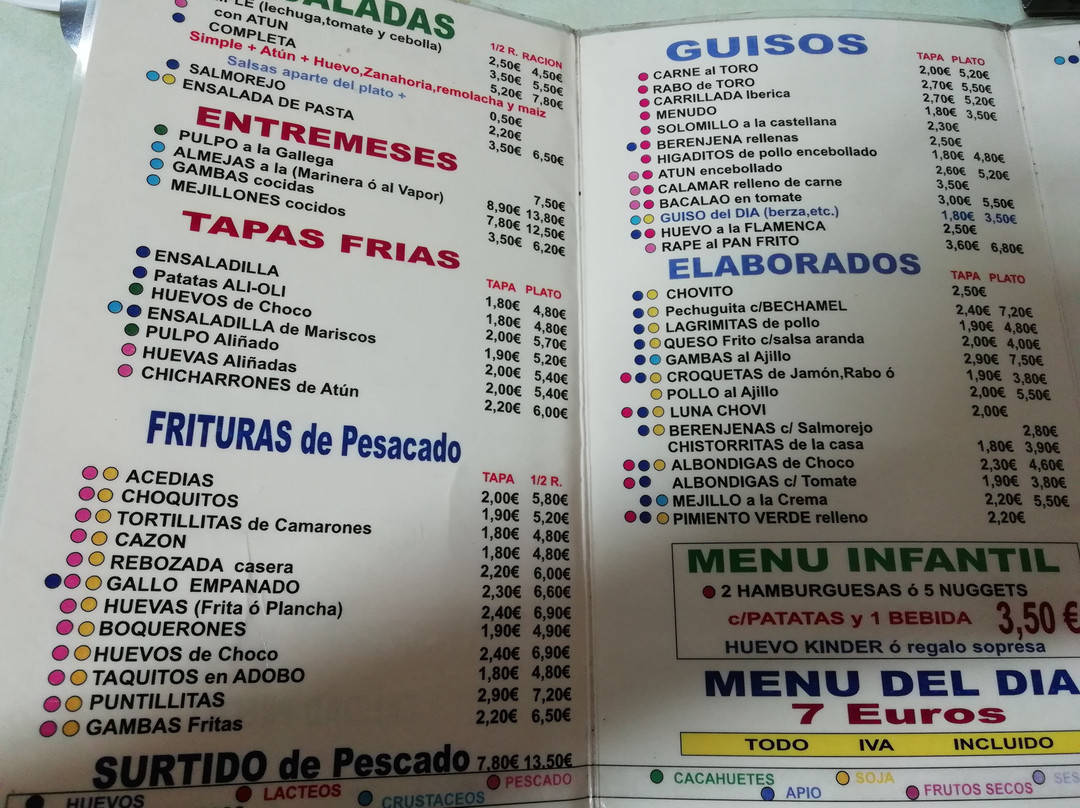 SALADAS
SIMPLE (lechuga,tomate y cebolla)
con ATUN
COMPLETA
Simple + Atún + Huevo,Zanahoria,remolacha y maiz
Salsas aparte del plato +
SALMOREJO
ENSALADA DE PASTA
1/2 R. RACION
2,50€ 4,50€
3,50€ 5,50€
5,20€ 7,80€
0,50€
2,20€
3,50€ 6,50€
ENTREMESES
PULPO a la Gallega
ALMEJAS a la (Marinera ó al Vapor)
GAMBAS cocidas
MEJILLONES cocidos
7,50€
8,90€ 13,80€
7,80€ 12,50€
3,50€ 6,20€
TAPAS FRIAS
TAPA PLATO
ENSALADILLA 1,80€ 4,80€
Patatas ALI-OLI 1,80€ 4,80€
HUEVOS de Choco 2,00€ 5,70€
ENSALADILLA de Mariscos 1,90€ 5,20€
PULPO Aliñado 2,00€ 5,40€
HUEVAS Aliñadas 2,00€ 5,40€
CHICHARRONES de Atún 2,20€ 6,00€
FRITURAS de Pesacado
TAPA 1/2 R.
ACEDIAS 2,00€ 5,80€
CHOQUITOS 1,90€ 5,20€
TORTILLITAS de Camarones 1,80€ 4,80€
CAZON 1,80€ 4,80€
REBOZADA casera 2,20€ 6,00€
GALLO EMPANADO 2,30€ 6,60€
HUEVAS (Frita ó Plancha) 2,40€ 6,90€
BOQUERONES 1,90€ 4,90€
HUEVOS de Choco 2,40€ 6,90€
TAQUITOS en ADOBO 1,80€ 4,80€
PUNTILLITAS 2,90€ 7,20€
GAMBAS Fritas 2,20€ 6,50€
SURTIDO de Pescado 7,80€ 13,50€
HUEVOS LACTEOS CRUSTACEOS PESCADO
GUISOS
TAPA PLATO
CARNE al TORO 2,00€ 5,20€
RABO de TORO 2,70€ 5,50€
CARRILLADA Iberica 2,70€ 5,20€
MENUDO 1,80€ 3,50€
SOLOMILLO a la castellana 2,30€
BERENJENA rellenas 2,50€
HIGADITOS de pollo encebollado 1,80€ 4,80€
ATUN encebollado 2,60€ 5,20€
CALAMAR relleno de carne 3,50€
BACALAO en tomate 3,00€ 5,50€
GUISO del DIA (berza,etc.) 1,80€ 3,50€
HUEVO a la FLAMENCA 2,50€
RAPE al PAN FRITO 3,60€ 6,80€
ELABORADOS
TAPA PLATO
CHOVITO 2,50€
Pechuguita c/BECHAMEL 2,40€ 7,20€
LAGRIMITAS de pollo 1,90€ 4,80€
QUESO Frito c/salsa aranda 2,00€ 4,00€
GAMBAS al Ajillo 2,90€ 7,50€
CROQUETAS de Jamón,Rabo ó 1,90€ 3,80€
POLLO al Ajillo 2,00€ 5,50€
LUNA CHOVI 2,00€
BERENJENAS c/ Salmorejo 2,80€
CHISTORRITAS de la casa 1,80€ 3,90€
ALBONDIGAS de Choco 2,30€ 4,60€
ALBONDIGAS c/ Tomate 1,90€ 3,80€
MEJILLO a la Crema 2,20€ 5,50€
PIMIENTO VERDE relleno 2,20€
MENU INFANTIL
2 HAMBURGUESAS ó 5 NUGGETS
c/PATATAS y 1 BEBIDA 3,50 €
HUEVO KINDER ó regalo sopresa
MENU DEL DIA
7 Euros
TODO IVA INCLUIDO
CACAHUETES SOJA SES
APIO FRUTOS SECOS